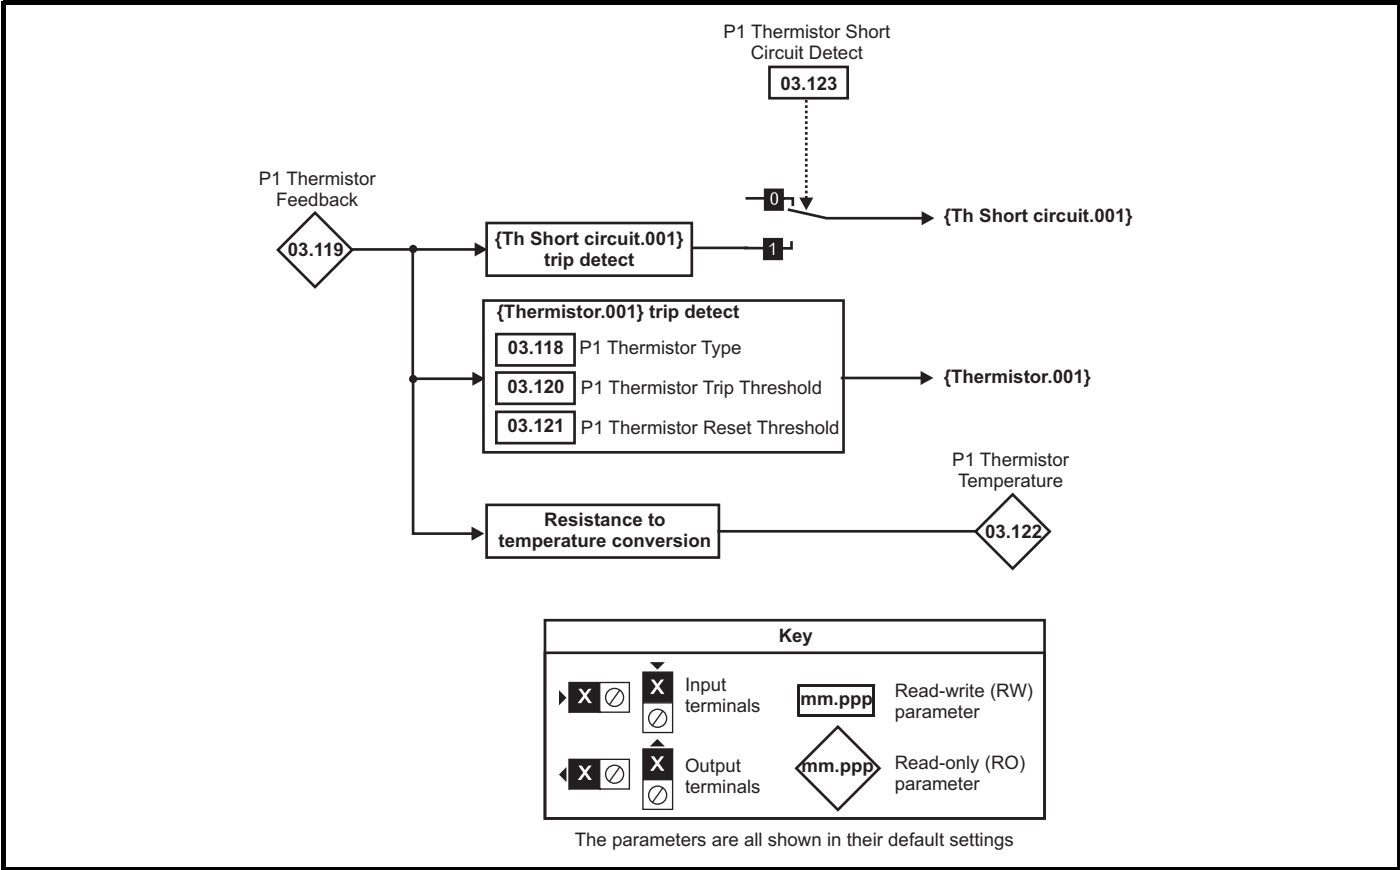 P1 Thermistor Short
Circuit Detect
03.123
P1 Thermistor
Feedback
03.119
0
1
{Th Short circuit.001}
trip detect
{Th Short circuit.001}
{Thermistor.001} trip detect
03.118 P1 Thermistor Type
03.120 P1 Thermistor Trip Threshold
03.121 P1 Thermistor Reset Threshold
{Thermistor.001}
P1 Thermistor
Temperature
03.122
Resistance to
temperature conversion
Key
X
X
Input
terminals
mm.ppp
Read-write (RW)
parameter
X
X
Output
terminals
mm.ppp
Read-only (RO)
parameter
The parameters are all shown in their default settings